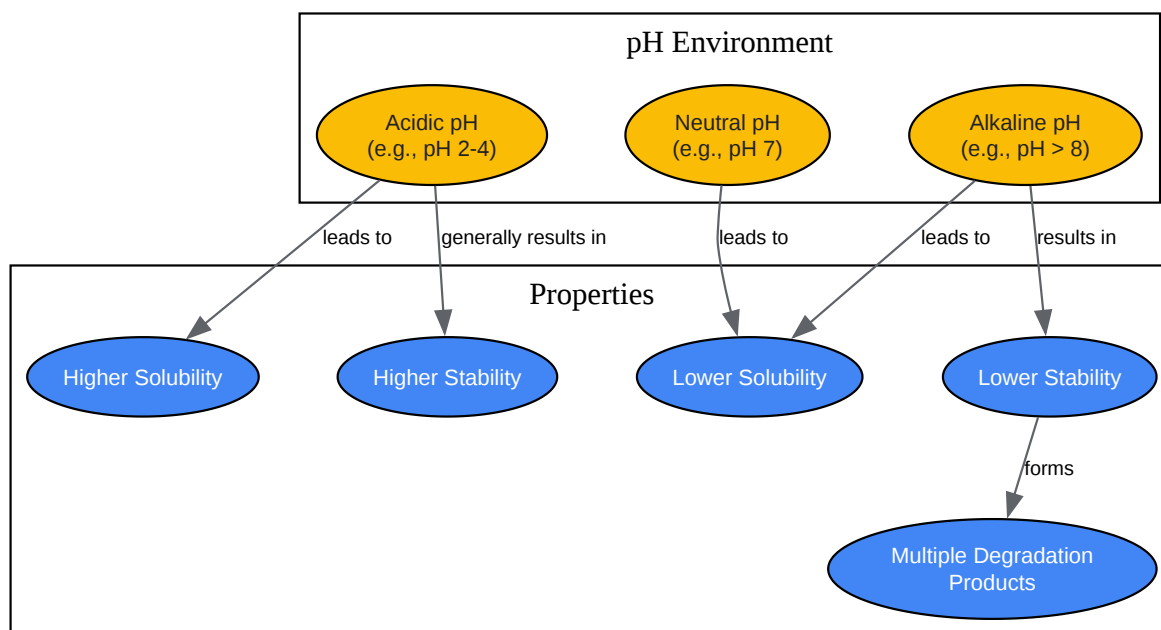 pH Environment
Acidic pH
(e.g., pH 2-4)
Neutral pH
(e.g., pH 7)
Alkaline pH
(e.g., pH > 8)
leads to
generally results in
leads to
leads to
results in
Properties
Higher Solubility
Higher Stability
Lower Solubility
Lower Stability
forms
Multiple Degradation
Products